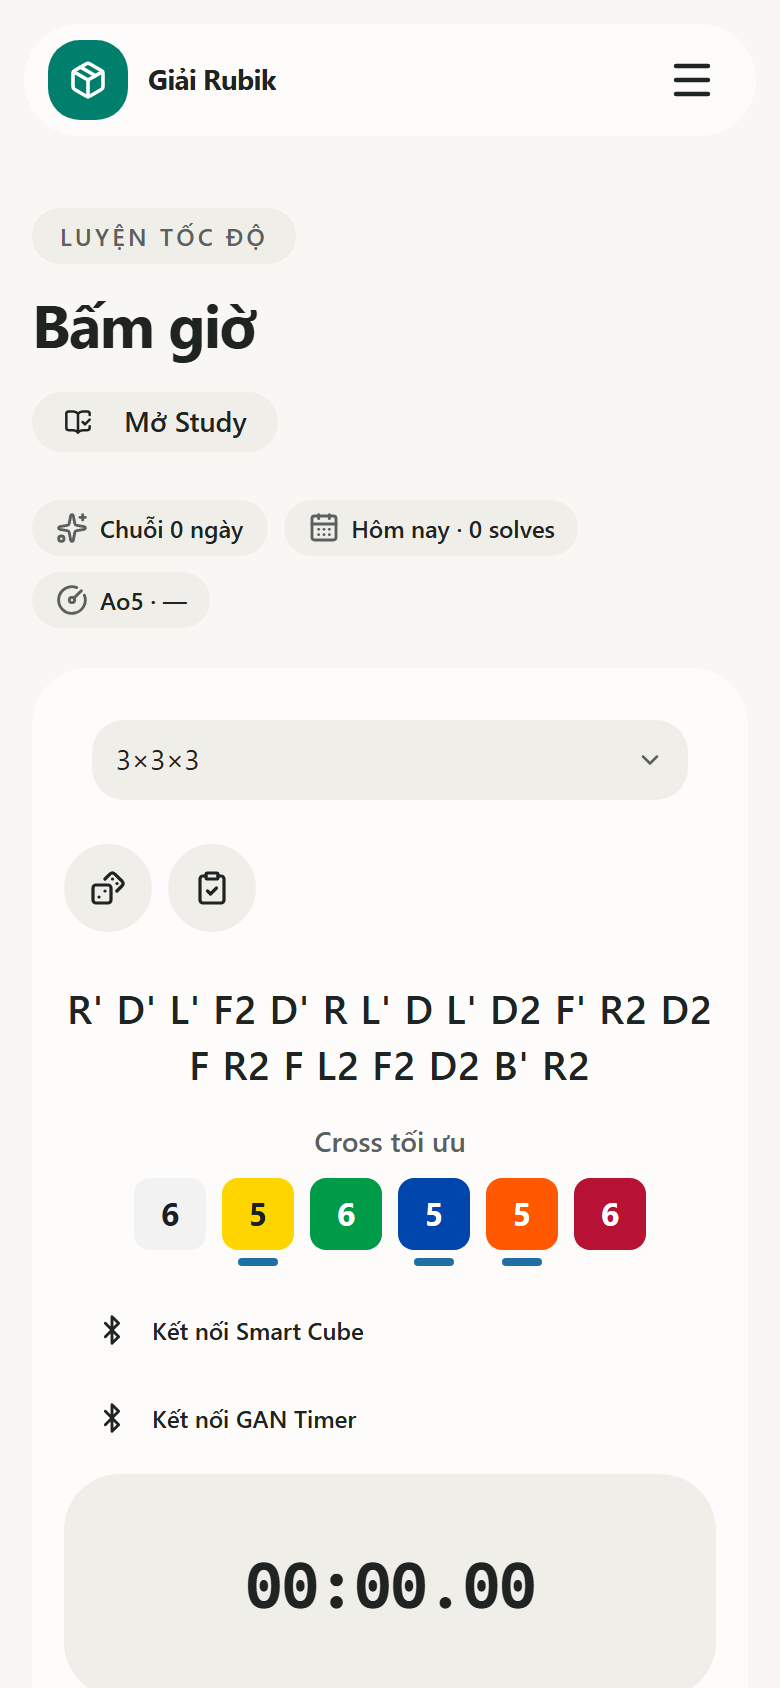 Giải Rubik
LUYỆN TỐC ĐỘ
Bấm giờ
Mở Study
Chuỗi 0 ngày
Hôm nay · 0 solves
Ao5 · —
3×3×3
R' D' L' F2 D' R L' D L' D2 F' R2 D2
F R2 F L2 F2 D2 B' R2
Cross tối ưu
6 5 6 5 5 6
Kết nối Smart Cube
Kết nối GAN Timer
00:00.00